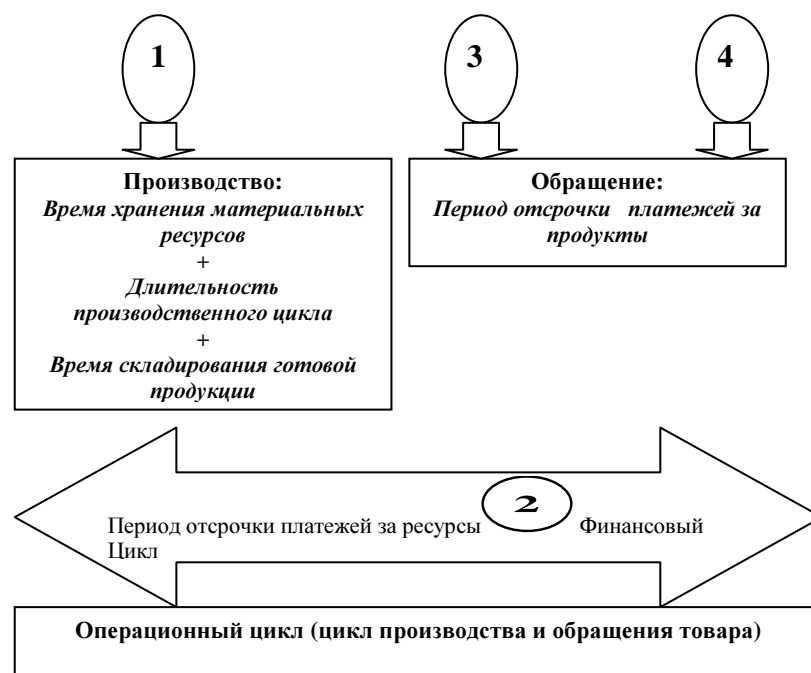 1
3
4
Производство:
Время хранения материальных
ресурсов
+
Длительность
производственного цикла
+
Время складирования готовой
продукции
Обращение:
Период отсрочки платежей за
продукты
2
Период отсрочки платежей за ресурсы Финансовый
Цикл
Операционный цикл (цикл производства и обращения товара)